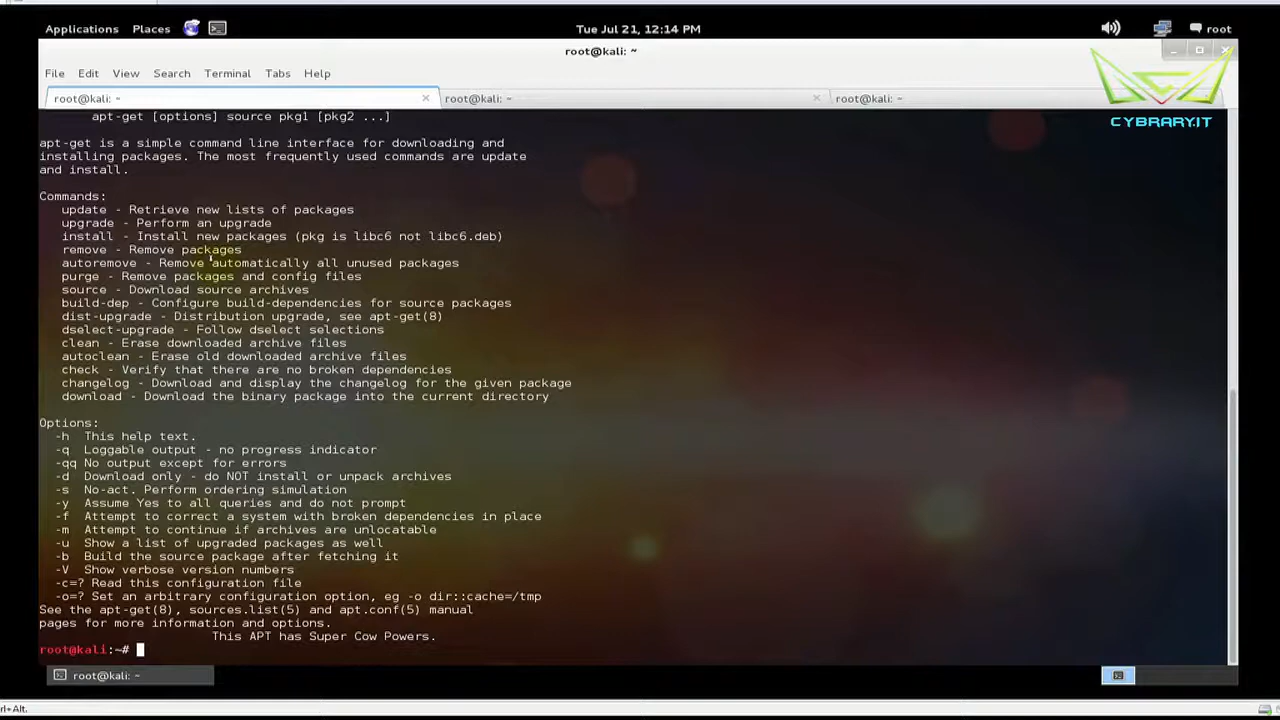 Applications Places Tue Jul 21, 12:14 PM root
root@kali: ~
File Edit View Search Terminal Tabs Help
root@kali: ~ root@kali: ~ root@kali: ~
CYBRARY.IT
apt-get [options] source pkg1 [pkg2 ...]
apt-get is a simple command line interface for downloading and
installing packages. The most frequently used commands are update
and install.
Commands:
update - Retrieve new lists of packages
upgrade - Perform an upgrade
install - Install new packages (pkg is libc6 not libc6.deb)
remove - Remove packages
autoremove - Remove automatically all unused packages
purge - Remove packages and config files
source - Download source archives
build-dep - Configure build-dependencies for source packages
dist-upgrade - Distribution upgrade, see apt-get(8)
dselect-upgrade - Follow dselect selections
clean - Erase downloaded archive files
autoclean - Erase old downloaded archive files
check - Verify that there are no broken dependencies
changelog - Download and display the changelog for the given package
download - Download the binary package into the current directory
Options:
-h This help text.
-q Loggable output - no progress indicator
-qq No output except for errors
-d Download only - do NOT install or unpack archives
-s No-act. Perform ordering simulation
-y Assume Yes to all queries and do not prompt
-f Attempt to correct a system with broken dependencies in place
-m Attempt to continue if archives are unlocatable
-u Show a list of upgraded packages as well
-b Build the source package after fetching it
-V Show verbose version numbers
-c=? Read this configuration file
-o=? Set an arbitrary configuration option, eg -o dir::cache=/tmp
See the apt-get(8), sources.list(5) and apt.conf(5) manual
pages for more information and options.
This APT has Super Cow Powers.
root@kali:~#
root@kali: ~
rl+Alt.